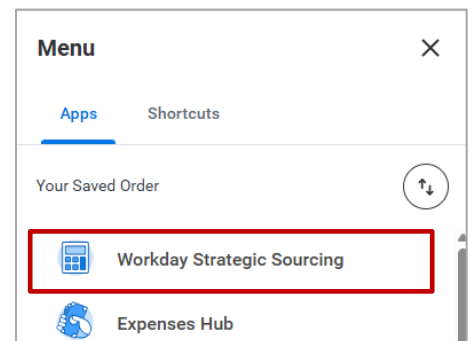 Menu
Apps Shortcuts
Your Saved Order
Workday Strategic Sourcing
Expenses Hub